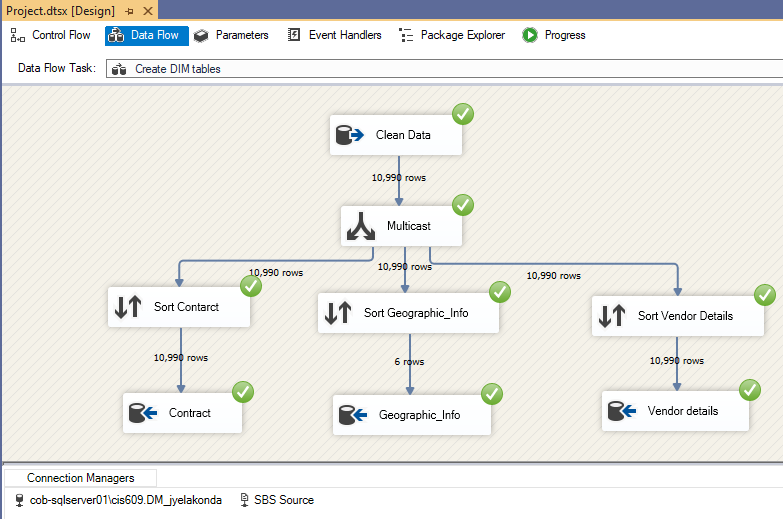 Project.dtsx [Design]
Control Flow Data Flow Parameters Event Handlers Package Explorer Progress
Data Flow Task: Create DIM tables
Clean Data
10,990 rows
Multicast
10,990 rows 10,990 rows 10,990 rows
Sort Contarct Sort Geographic_Info Sort Vendor Details
10,990 rows 6 rows 10,990 rows
Contract Geographic_Info Vendor details
Connection Managers
cob-sqlserver01\cis609.DM_jyelakonda SBS Source